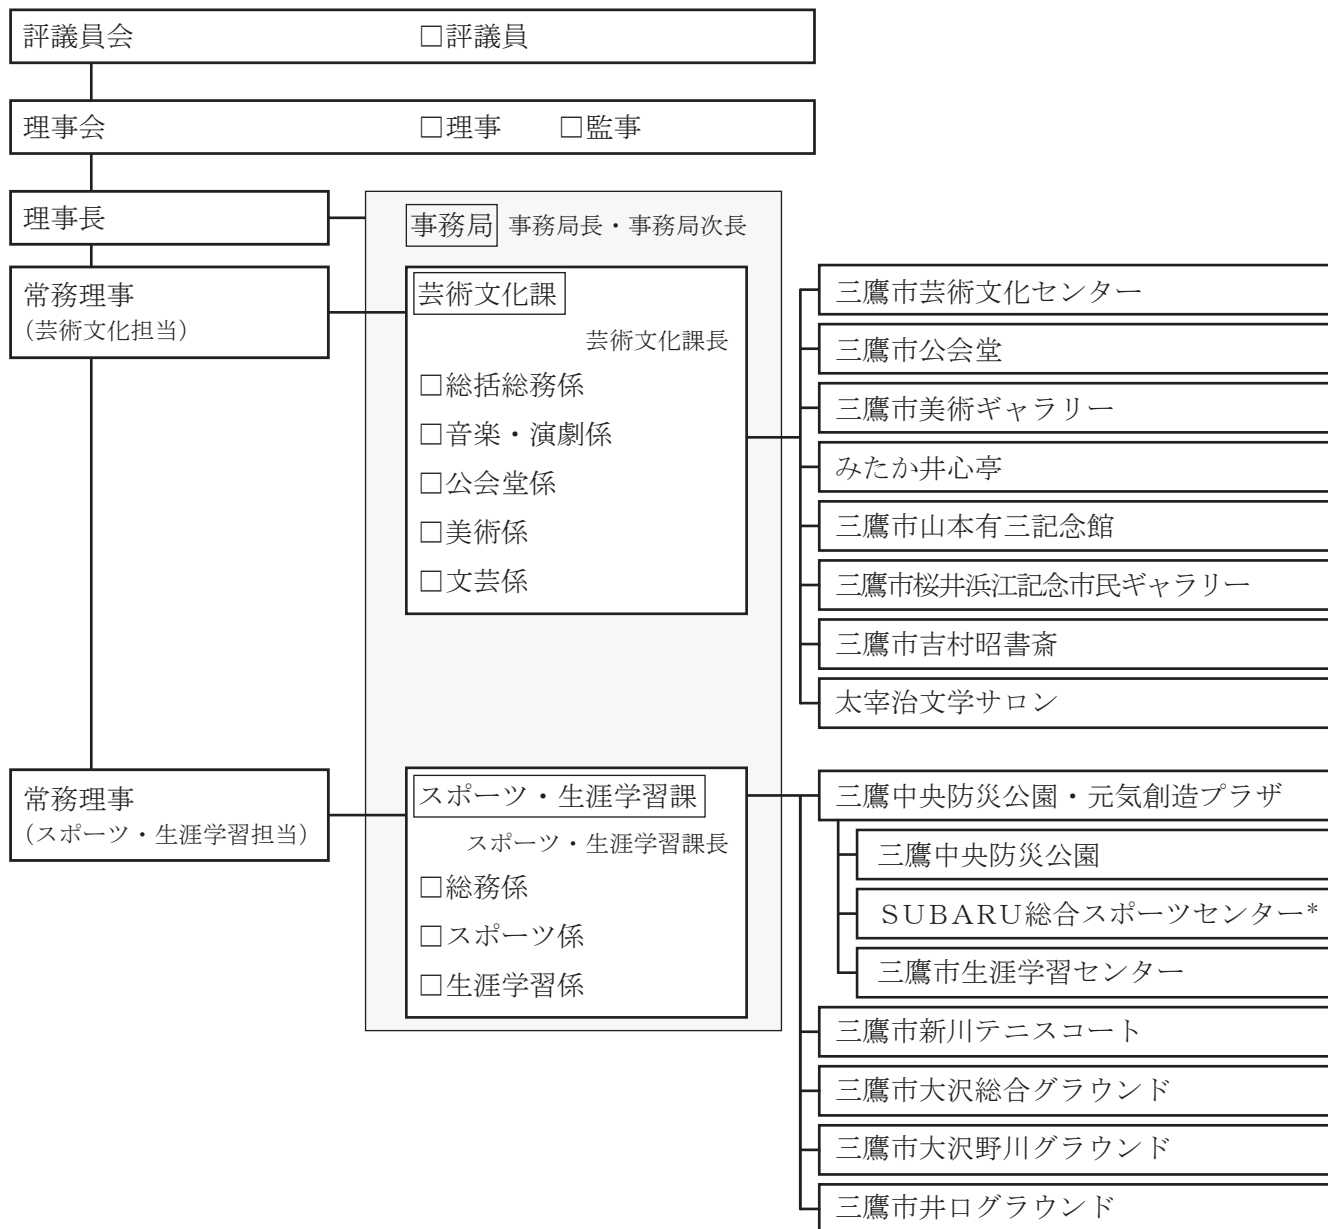 評議員会 □評議員
理事会 □理事 □監事
理事長
事務局 事務局長・事務局次長
常務理事
（芸術文化担当）
芸術文化課
芸術文化課長
□総括総務係
□音楽・演劇係
□公会堂係
□美術係
□文芸係
三鷹市芸術文化センター
三鷹市公会堂
三鷹市美術ギャラリー
みたか井心亭
三鷹市山本有三記念館
三鷹市桜井浜江記念市民ギャラリー
三鷹市吉村昭書斎
太宰治文学サロン
常務理事
（スポーツ・生涯学習担当）
スポーツ・生涯学習課
スポーツ・生涯学習課長
□総務係
□スポーツ係
□生涯学習係
三鷹中央防災公園・元気創造プラザ
三鷹中央防災公園
SUBARU総合スポーツセンター*
三鷹市生涯学習センター
三鷹市新川テニスコート
三鷹市大沢総合グラウンド
三鷹市大沢野川グラウンド
三鷹市井口グラウンド